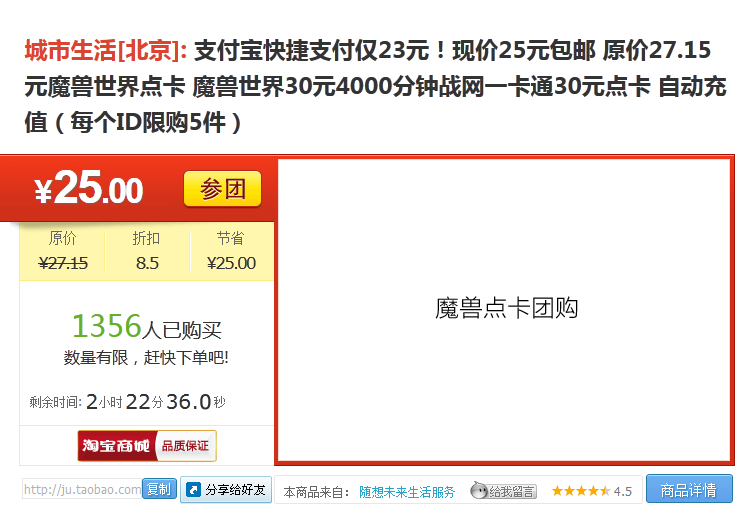 城市生活[北京]: 支付宝快捷支付仅23元！现价25元包邮 原价27.15
元魔兽世界点卡 魔兽世界30元4000分钟战网一卡通30元点卡 自动充
值（每个ID限购5件）
¥25.00 参团
原价 折扣 节省
¥27.15 8.5 ¥25.00
魔兽点卡团购
1356人已购买
数量有限，赶快下单吧!
剩余时间: 2小时22分36.0秒
淘宝商城 品质保证
http://ju.taobao.com 复制 分享给好友 本商品来自： 随想未来生活服务 给我留言 4.5 商品详情